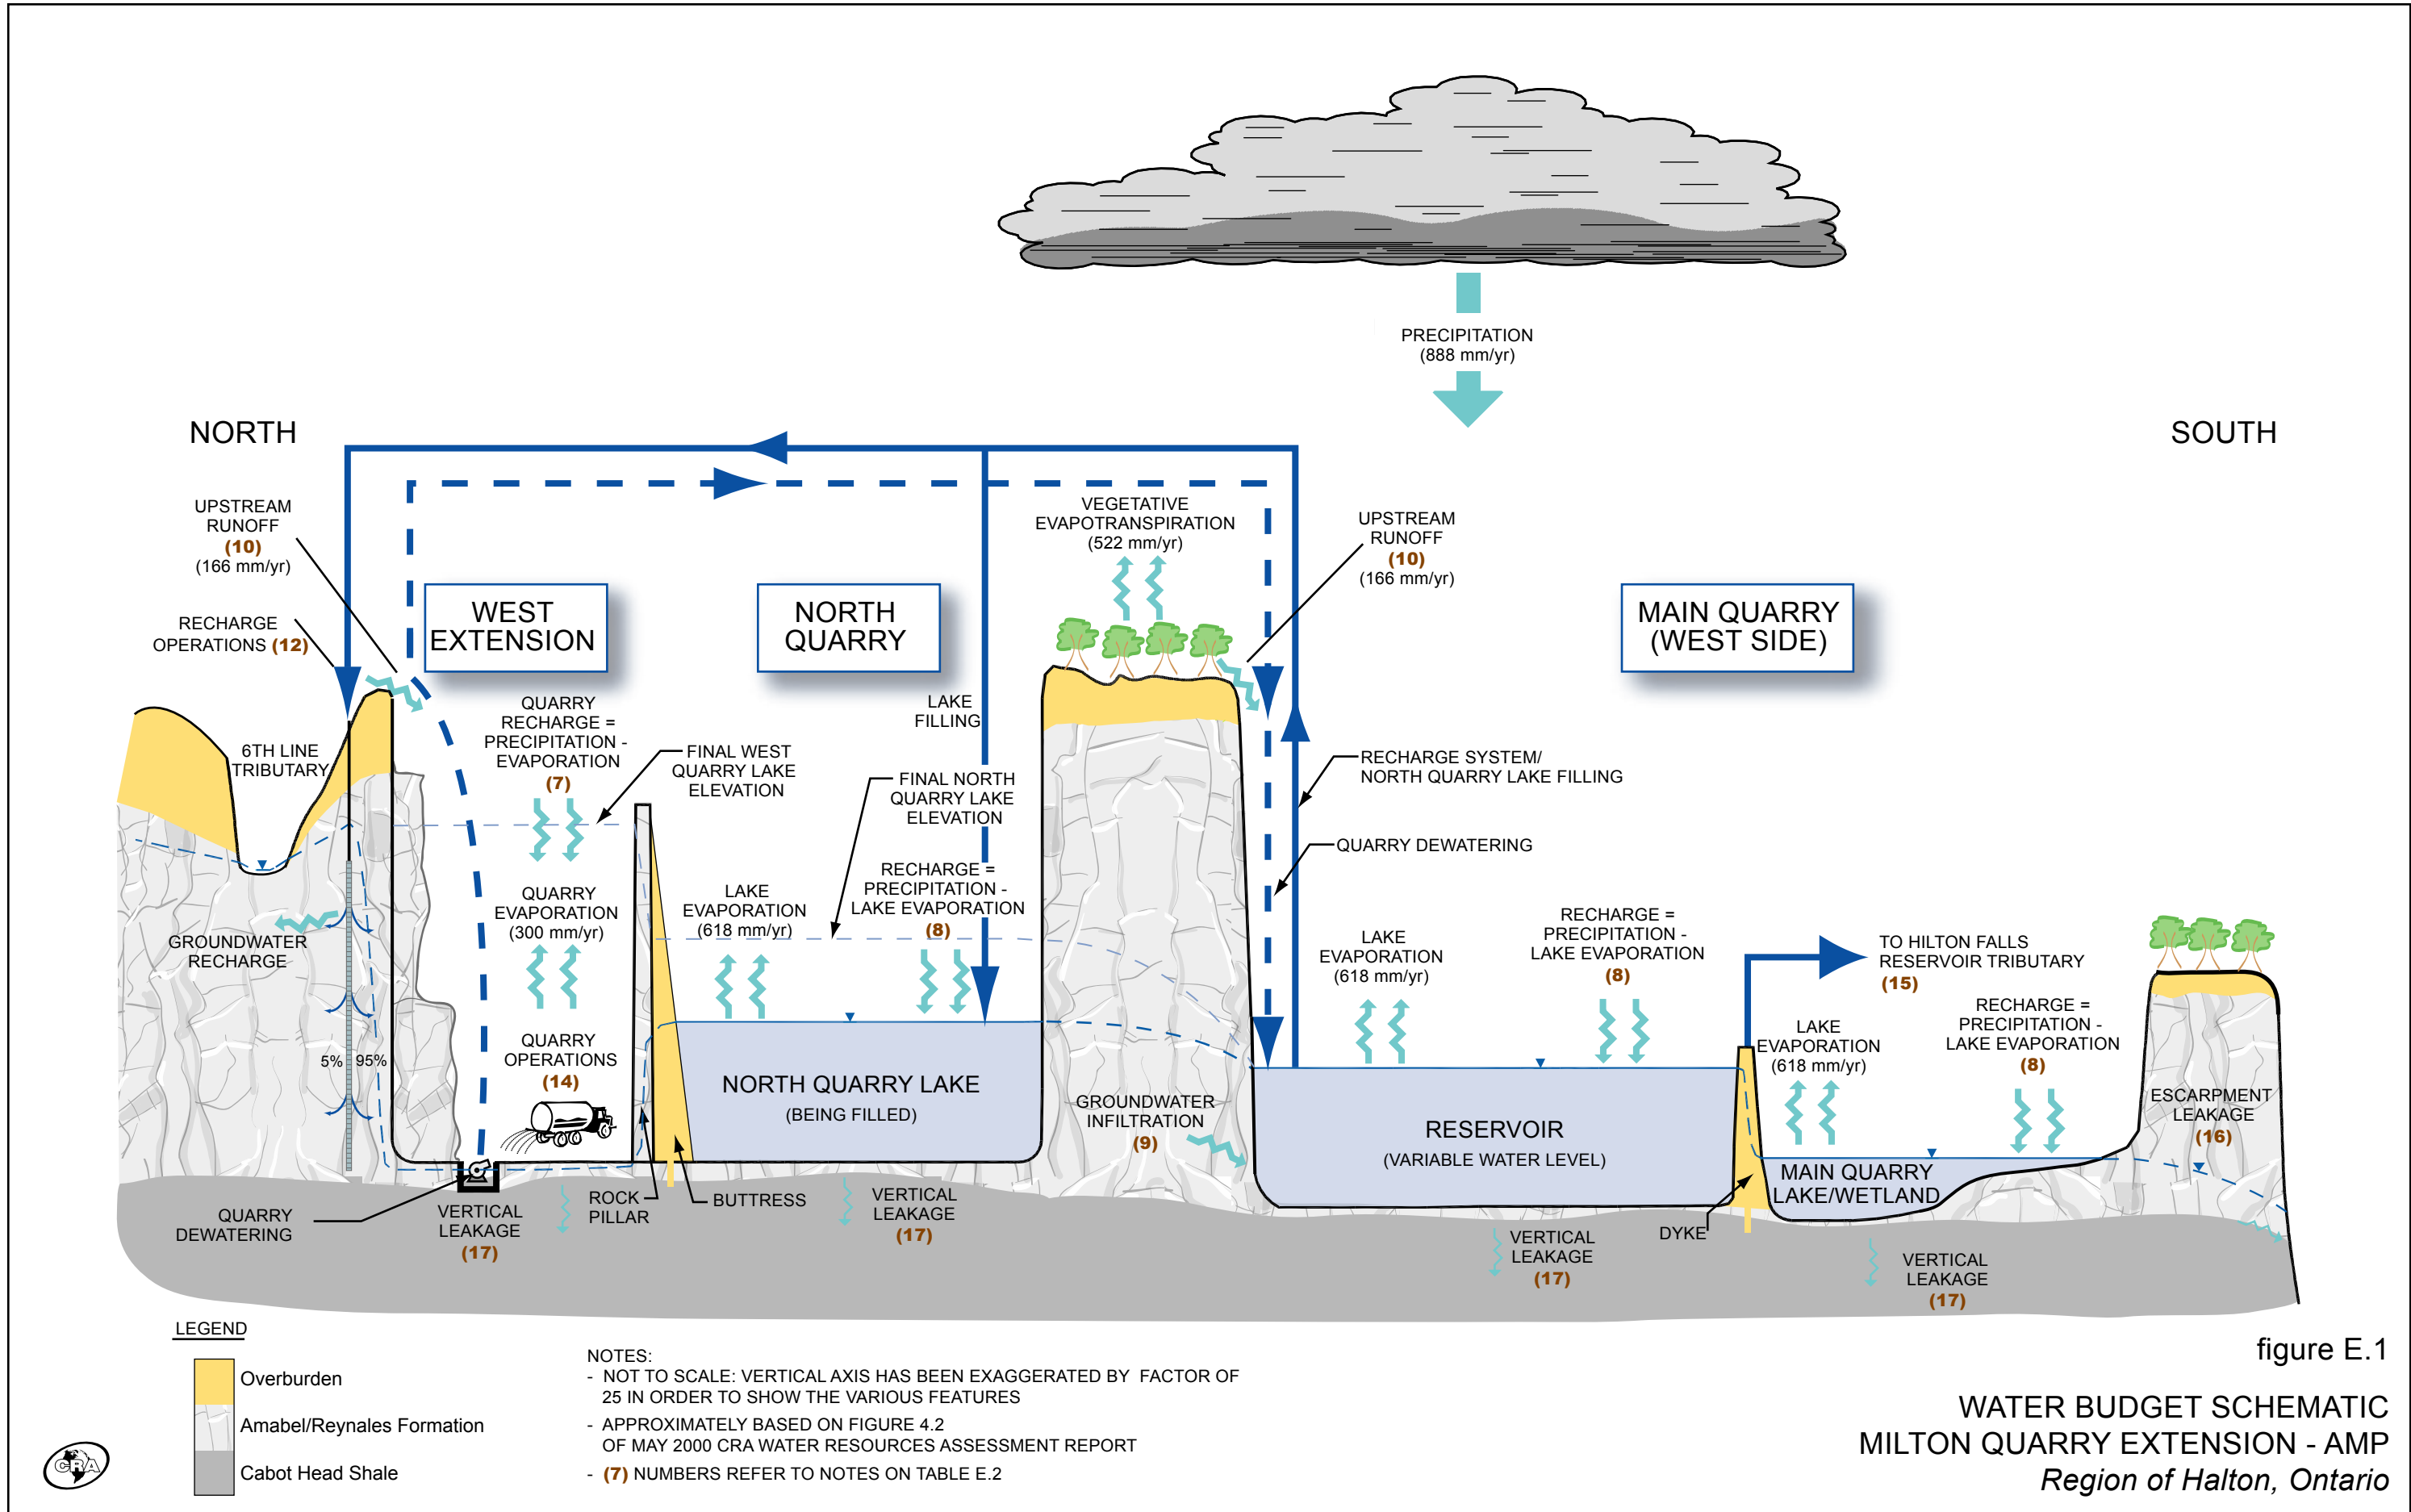 PRECIPITATION
(888 mm/yr)
NORTH
SOUTH
UPSTREAM
RUNOFF
(10)
(166 mm/yr)
RECHARGE
OPERATIONS (12)
WEST
EXTENSION
NORTH
QUARRY
VEGETATIVE
EVAPOTRANSPIRATION
(522 mm/yr)
UPSTREAM
RUNOFF
(10)
(166 mm/yr)
MAIN QUARRY
(WEST SIDE)
6TH LINE
TRIBUTARY
QUARRY
RECHARGE =
PRECIPITATION -
EVAPORATION
(7)
FINAL WEST
QUARRY LAKE
ELEVATION
LAKE
FILLING
FINAL NORTH
QUARRY LAKE
ELEVATION
RECHARGE SYSTEM/
NORTH QUARRY LAKE FILLING
QUARRY DEWATERING
GROUNDWATER
RECHARGE
QUARRY
EVAPORATION
(300 mm/yr)
LAKE
EVAPORATION
(618 mm/yr)
RECHARGE =
PRECIPITATION -
LAKE EVAPORATION
(8)
LAKE
EVAPORATION
(618 mm/yr)
RECHARGE =
PRECIPITATION -
LAKE EVAPORATION
(8)
TO HILTON FALLS
RESERVOIR TRIBUTARY
(15)
LAKE
EVAPORATION
(618 mm/yr)
RECHARGE =
PRECIPITATION -
LAKE EVAPORATION
(8)
5% 95%
QUARRY
OPERATIONS
(14)
NORTH QUARRY LAKE
(BEING FILLED)
GROUNDWATER
INFILTRATION
(9)
RESERVOIR
(VARIABLE WATER LEVEL)
MAIN QUARRY
LAKE/WETLAND
ESCARPMENT
LEAKAGE
(16)
QUARRY
DEWATERING
VERTICAL
LEAKAGE
(17)
ROCK
PILLAR
BUTTRESS
VERTICAL
LEAKAGE
(17)
VERTICAL
LEAKAGE
(17)
DYKE
VERTICAL
LEAKAGE
(17)
LEGEND
Overburden
Amabel/Reynales Formation
Cabot Head Shale
CRA
NOTES:
- NOT TO SCALE: VERTICAL AXIS HAS BEEN EXAGGERATED BY FACTOR OF
25 IN ORDER TO SHOW THE VARIOUS FEATURES
- APPROXIMATELY BASED ON FIGURE 4.2
OF MAY 2000 CRA WATER RESOURCES ASSESSMENT REPORT
- (7) NUMBERS REFER TO NOTES ON TABLE E.2
figure E.1
WATER BUDGET SCHEMATIC
MILTON QUARRY EXTENSION - AMP
Region of Halton, Ontario